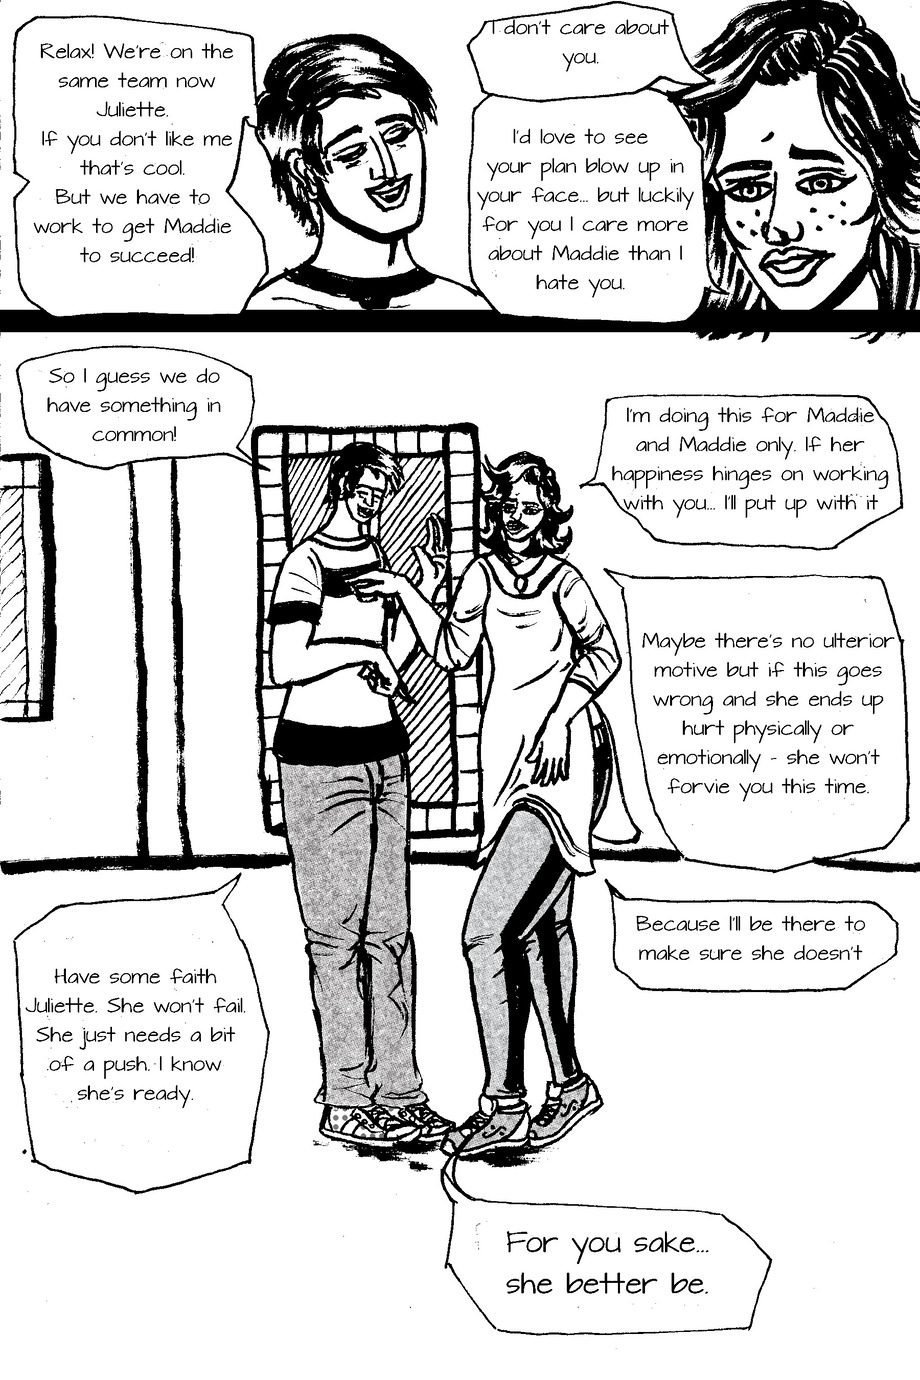 Relax! We're on the
same team now
Juliette.
If you don't like me
that's cool.
But we have to
work to get Maddie
to succeed!
I don't care about
you.
I'd love to see
your plan blow up in
your face... but luckily
for you I care more
about Maddie than I
hate you.
So I guess we do
have something in
common!
I'm doing this for Maddie
and Maddie only. If her
happiness hinges on working
with you... I'll put up with it
Maybe there's no ulterior
motive but if this goes
wrong and she ends up
hurt physically or
emotionally - she won't
forvie you this time.
Because I'll be there to
make sure she doesn't
Have some faith
Juliette. She won't fail.
She just needs a bit
of a push. I know
she's ready.
For you sake...
she better be.